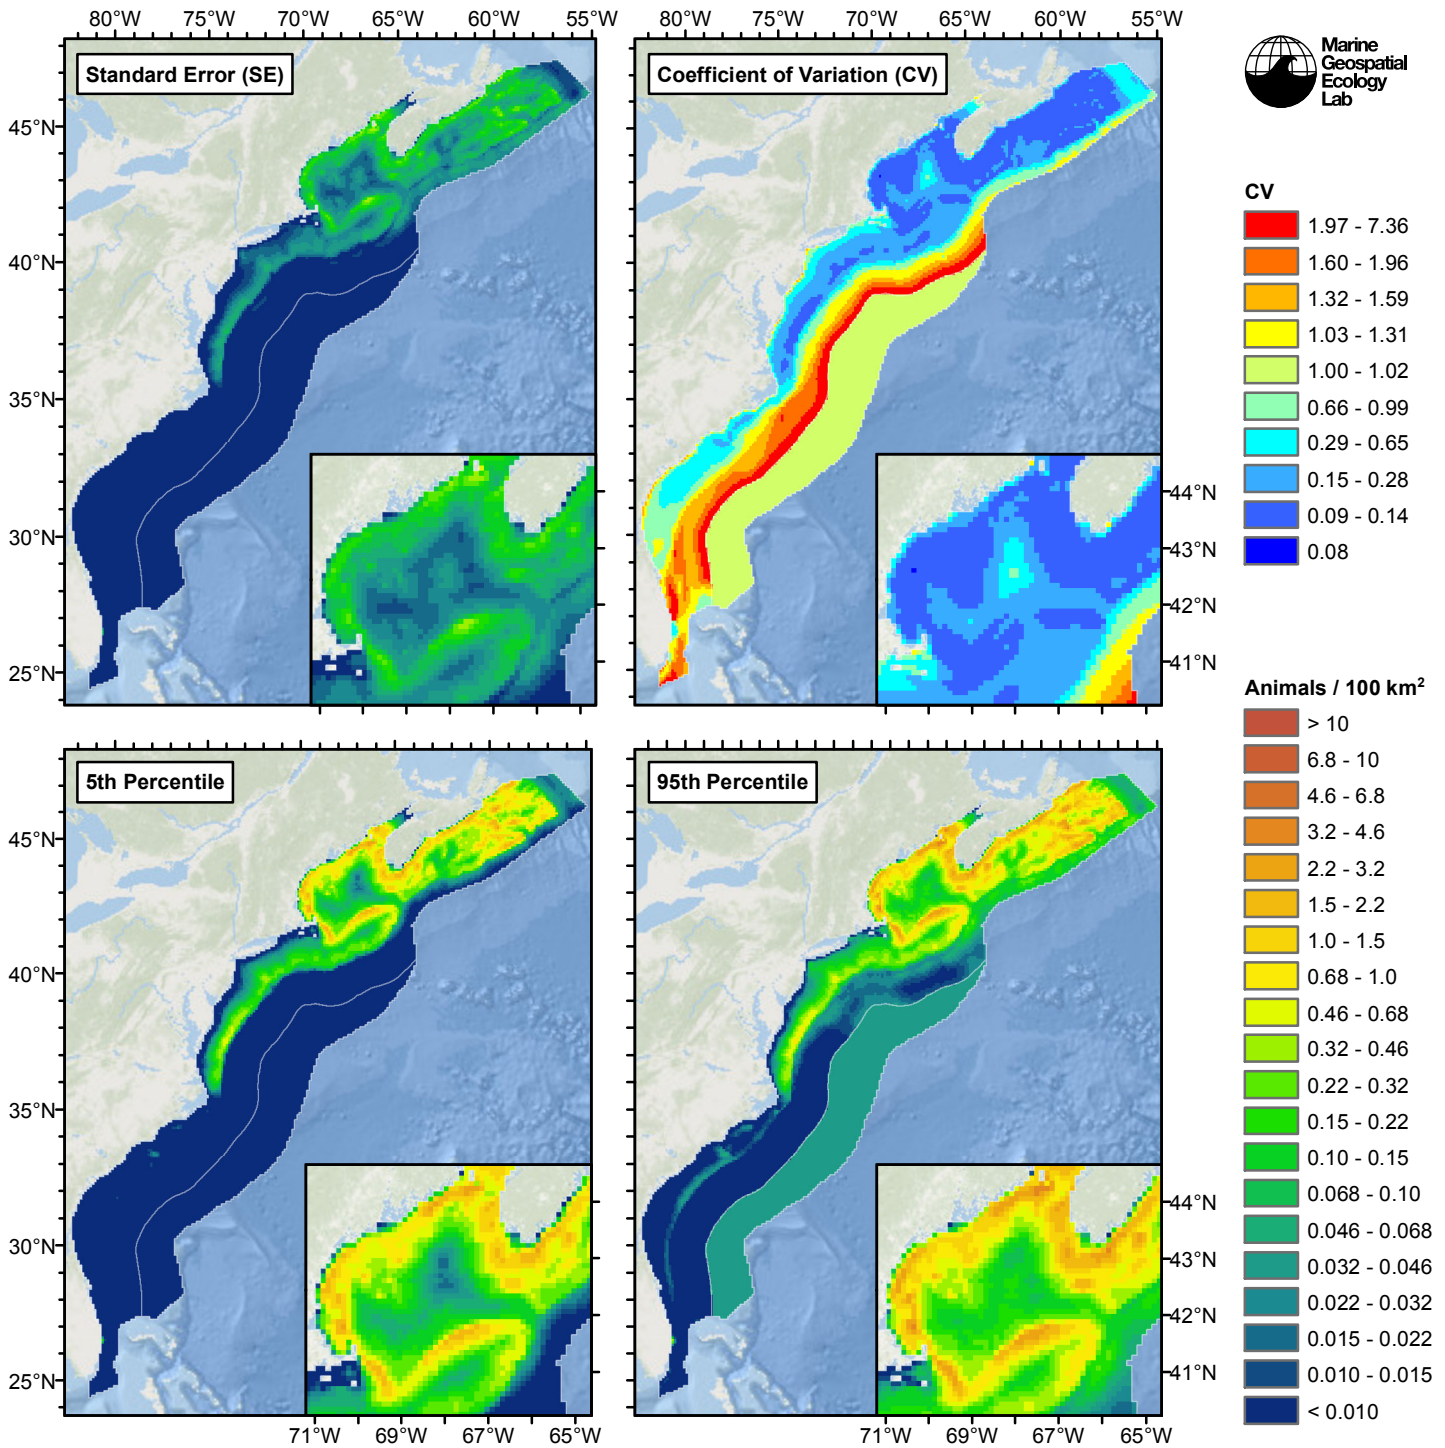 80°W 75°W 70°W 65°W 60°W 55°W
80°W 75°W 70°W 65°W 60°W 55°W
Standard Error (SE)
Coefficient of Variation (CV)
Marine
Geospatial
Ecology
Lab
45°N
40°N
35°N
30°N
25°N
44°N
43°N
42°N
41°N
CV
1.97 - 7.36
1.60 - 1.96
1.32 - 1.59
1.03 - 1.31
1.00 - 1.02
0.66 - 0.99
0.29 - 0.65
0.15 - 0.28
0.09 - 0.14
0.08
5th Percentile
95th Percentile
45°N
40°N
35°N
30°N
25°N
44°N
43°N
42°N
41°N
71°W 69°W 67°W 65°W
71°W 69°W 67°W 65°W
Animals / 100 km²
> 10
6.8 - 10
4.6 - 6.8
3.2 - 4.6
2.2 - 3.2
1.5 - 2.2
1.0 - 1.5
0.68 - 1.0
0.46 - 0.68
0.32 - 0.46
0.22 - 0.32
0.15 - 0.22
0.10 - 0.15
0.068 - 0.10
0.046 - 0.068
0.032 - 0.046
0.022 - 0.032
0.015 - 0.022
0.010 - 0.015
< 0.010